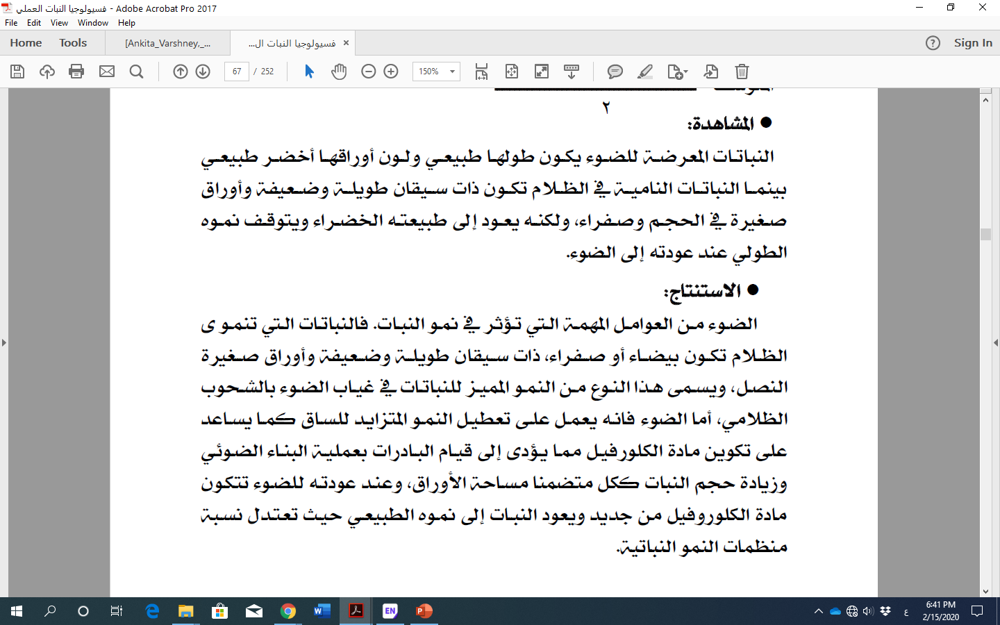 فسيولوجيا النبات العملي - Adobe Acrobat Pro 2017
File Edit View Window Help
Home Tools [Ankita_Varshney,_... فسيولوجيا النبات ال... × ? Sign In
67 / 252 150%
٢
● المشاهدة:
النباتات المعرضة للضوء يكون طولها طبيعي ولون أوراقها أخضر طبيعي
بينما النباتات النامية في الظلام تكون ذات سيقان طويلة وضعيفة وأوراق
صغيرة في الحجم وصفراء، ولكنه يعود إلى طبيعته الخضراء ويتوقف نموه
الطولي عند عودته إلى الضوء.
● الاستنتاج:
الضوء من العوامل المهمة التي تؤثر في نمو النبات. فالنباتات التي تنمو ى
الظلام تكون بيضاء أو صفراء، ذات سيقان طويلة وضعيفة وأوراق صغيرة
النصل، ويسمى هذا النوع من النمو المميز للنباتات في غياب الضوء بالشحوب
الظلامي، أما الضوء فانه يعمل على تعطيل النمو المتزايد للساق كما يساعد
على تكوين مادة الكلورفيل مما يؤدى إلى قيام البادرات بعملية البناء الضوئي
وزيادة حجم النبات ككل متضمنا مساحة الأوراق، وعند عودته للضوء تتكون
مادة الكلوروفيل من جديد ويعود النبات إلى نموه الطبيعي حيث تعتدل نسبة
منظمات النمو النباتية.
EN ع 6:41 PM
2/15/2020